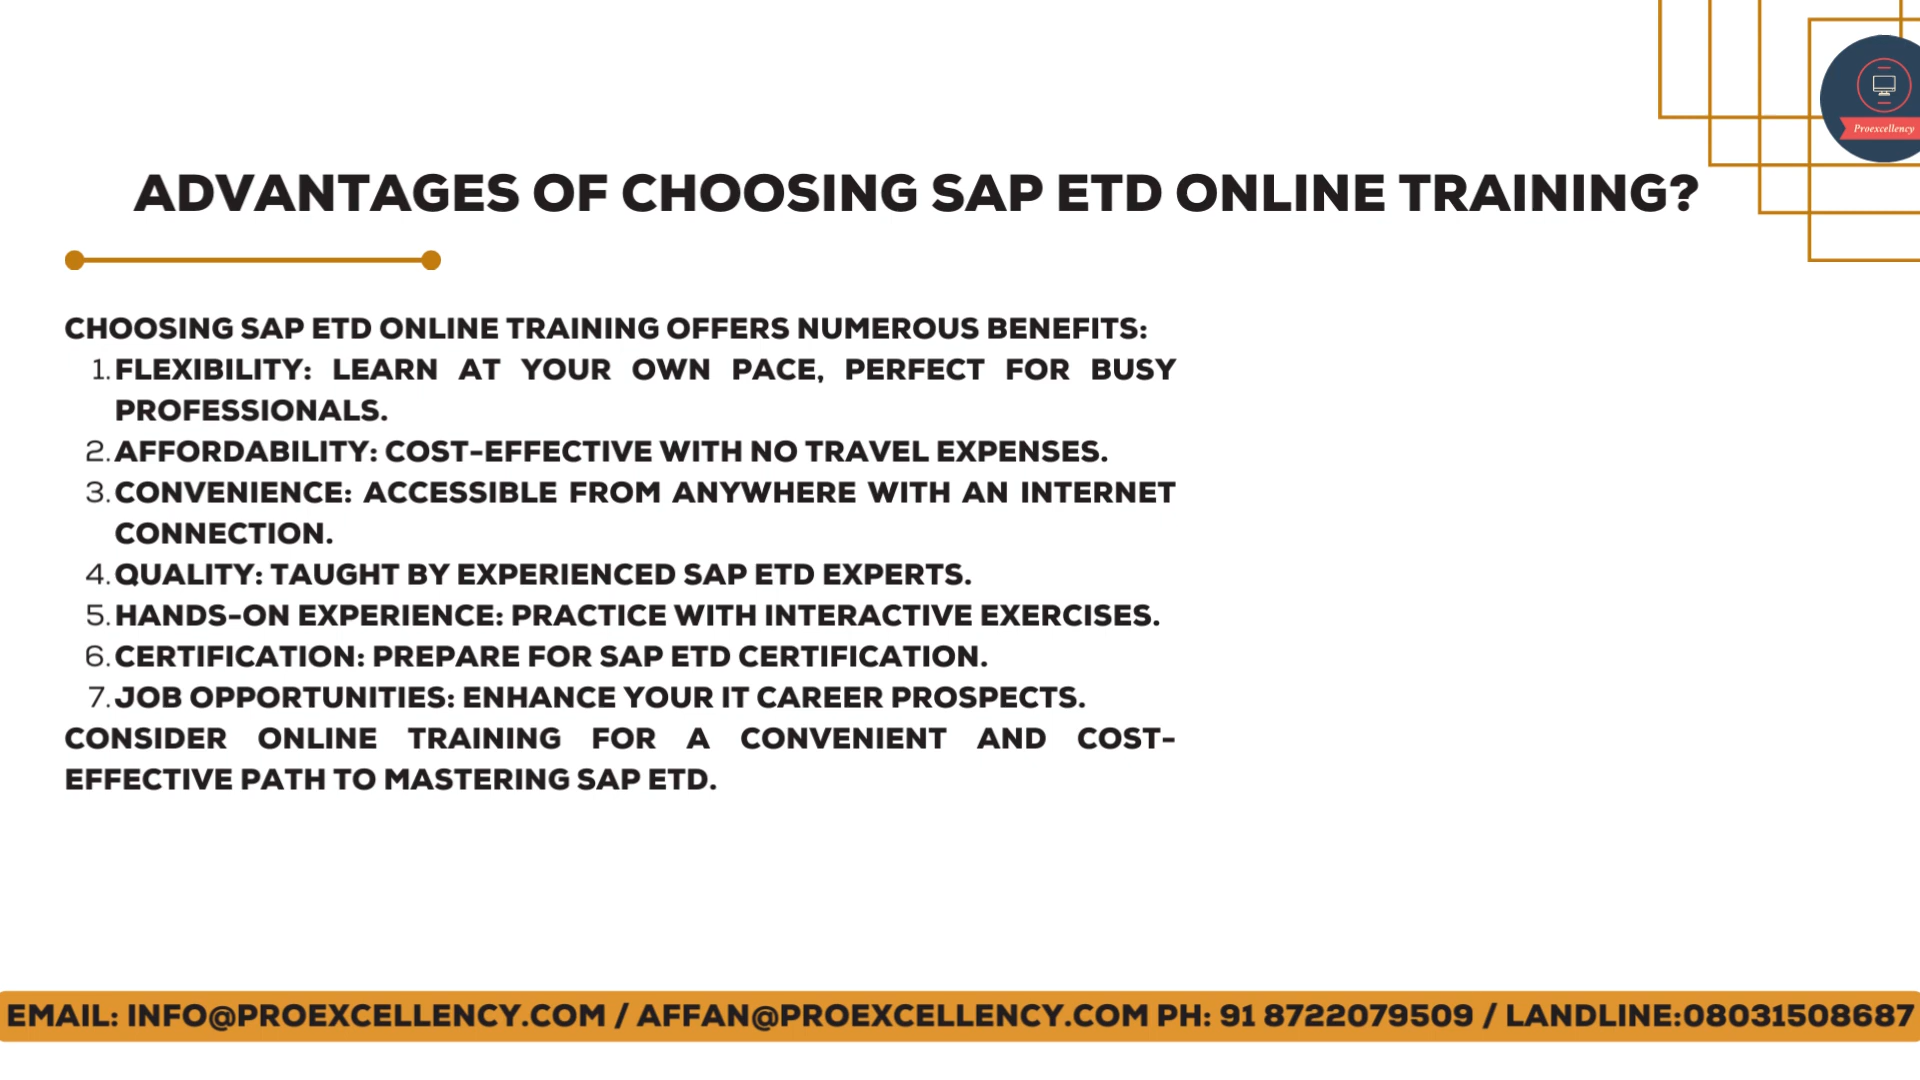 Proexcellency
ADVANTAGES OF CHOOSING SAP ETD ONLINE TRAINING?
CHOOSING SAP ETD ONLINE TRAINING OFFERS NUMEROUS BENEFITS:
1. FLEXIBILITY: LEARN AT YOUR OWN PACE, PERFECT FOR BUSY
PROFESSIONALS.
2. AFFORDABILITY: COST-EFFECTIVE WITH NO TRAVEL EXPENSES.
3. CONVENIENCE: ACCESSIBLE FROM ANYWHERE WITH AN INTERNET
CONNECTION.
4. QUALITY: TAUGHT BY EXPERIENCED SAP ETD EXPERTS.
5. HANDS-ON EXPERIENCE: PRACTICE WITH INTERACTIVE EXERCISES.
6. CERTIFICATION: PREPARE FOR SAP ETD CERTIFICATION.
7. JOB OPPORTUNITIES: ENHANCE YOUR IT CAREER PROSPECTS.
CONSIDER ONLINE TRAINING FOR A CONVENIENT AND COST-
EFFECTIVE PATH TO MASTERING SAP ETD.
EMAIL: INFO@PROEXCELLENCY.COM / AFFAN@PROEXCELLENCY.COM PH: 91 8722079509 / LANDLINE:08031508687